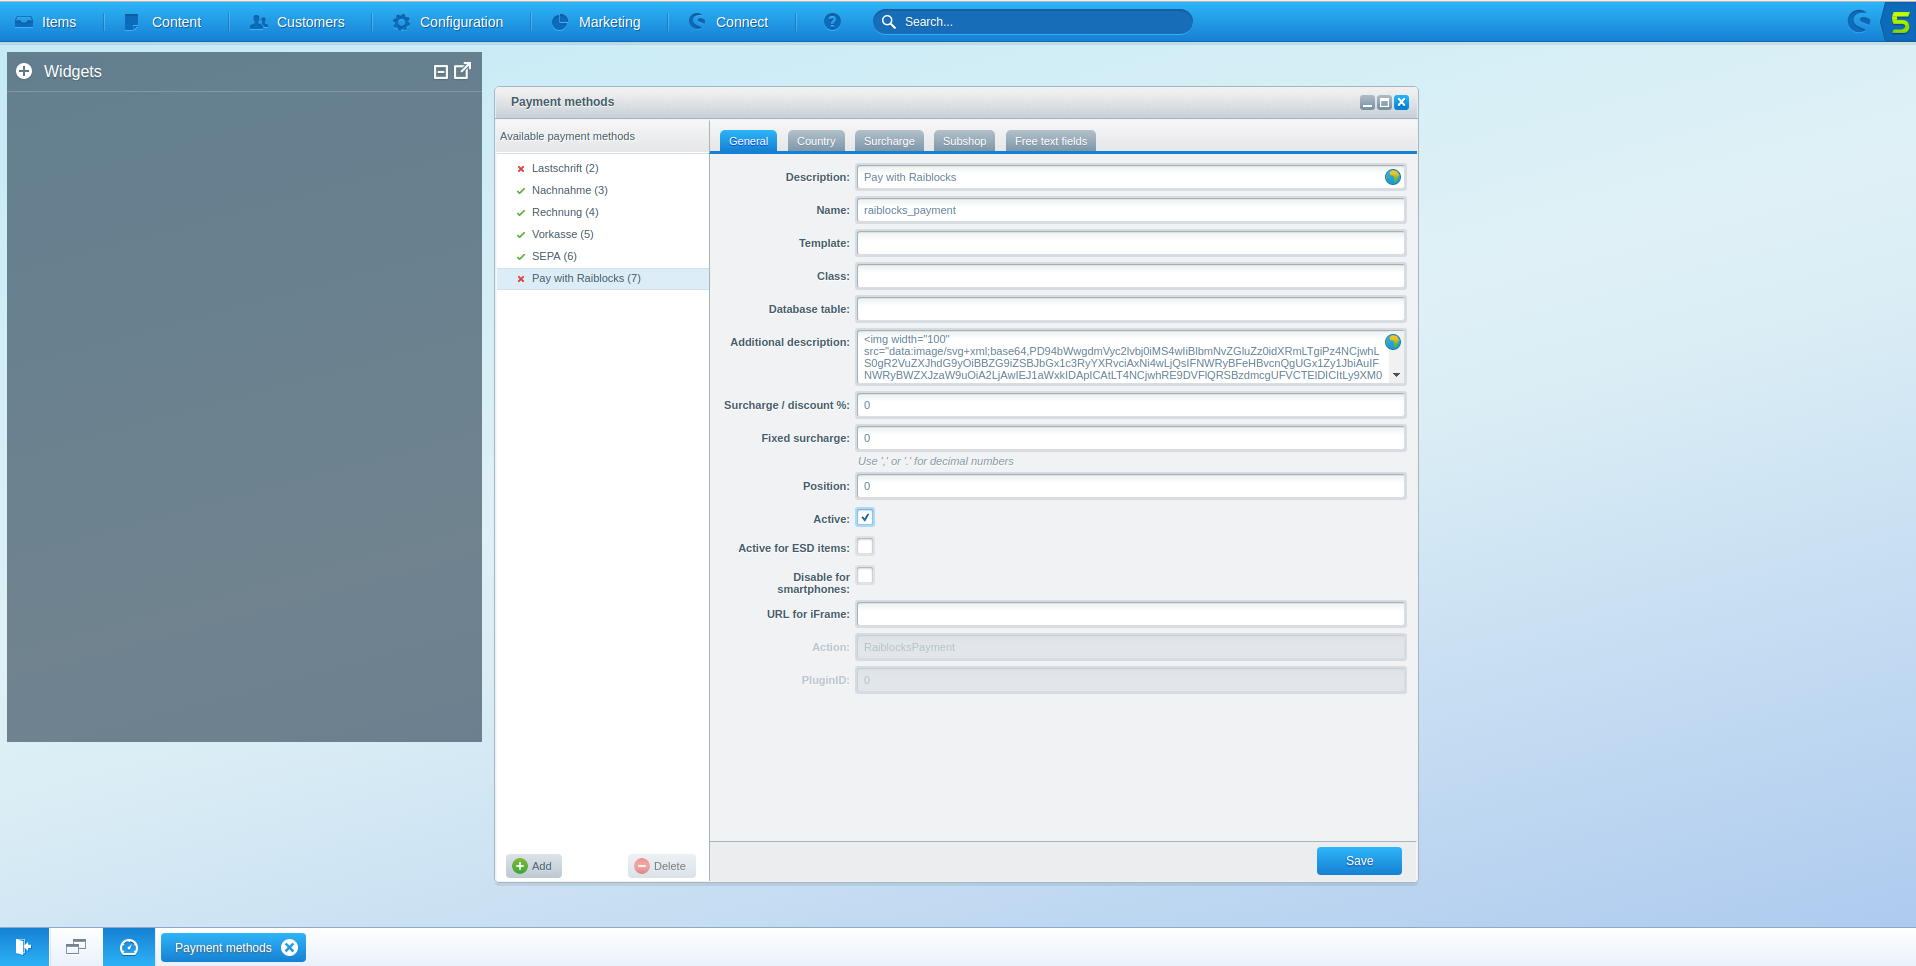 Items
Content
Customers
Configuration
Marketing
Connect
?
Search...
Widgets
Payment methods
Available payment methods
Lastschrift (2)
Nachnahme (3)
Rechnung (4)
Vorkasse (5)
SEPA (6)
Pay with Raiblocks (7)
Add
Delete
General
Country
Surcharge
Subshop
Free text fields
Description: Pay with Raiblocks
Name: raiblocks_payment
Template:
Class:
Database table:
Additional description: <img width="100"
src="data:image/svg+xml;base64,PD94bWwgdmVyc2lvbj0iMS4wIiBlbmNvZGluZz0idXRmLTgiPz4NCjwhL
S0gR2VuZXJhdG9yOiBBZG9iZSBJbGx1c3RyYXRvciAxNi4wLjQsIFNWRyBFeHBvcnQgUGx1Zy1JbiAuIF
NWRyBWZXJzaW9uOiA2LjAwIEJ1aWxkIDApICAtLT4NCjwhRE9DVFlQRSBzdmcgUFVCTElDICItLy9XM0
Surcharge / discount %: 0
Fixed surcharge: 0
Use ',' or '.' for decimal numbers
Position: 0
Active:
Active for ESD items:
Disable for
smartphones:
URL for iFrame:
Action: RaiblocksPayment
PluginID: 0
Save
Payment methods